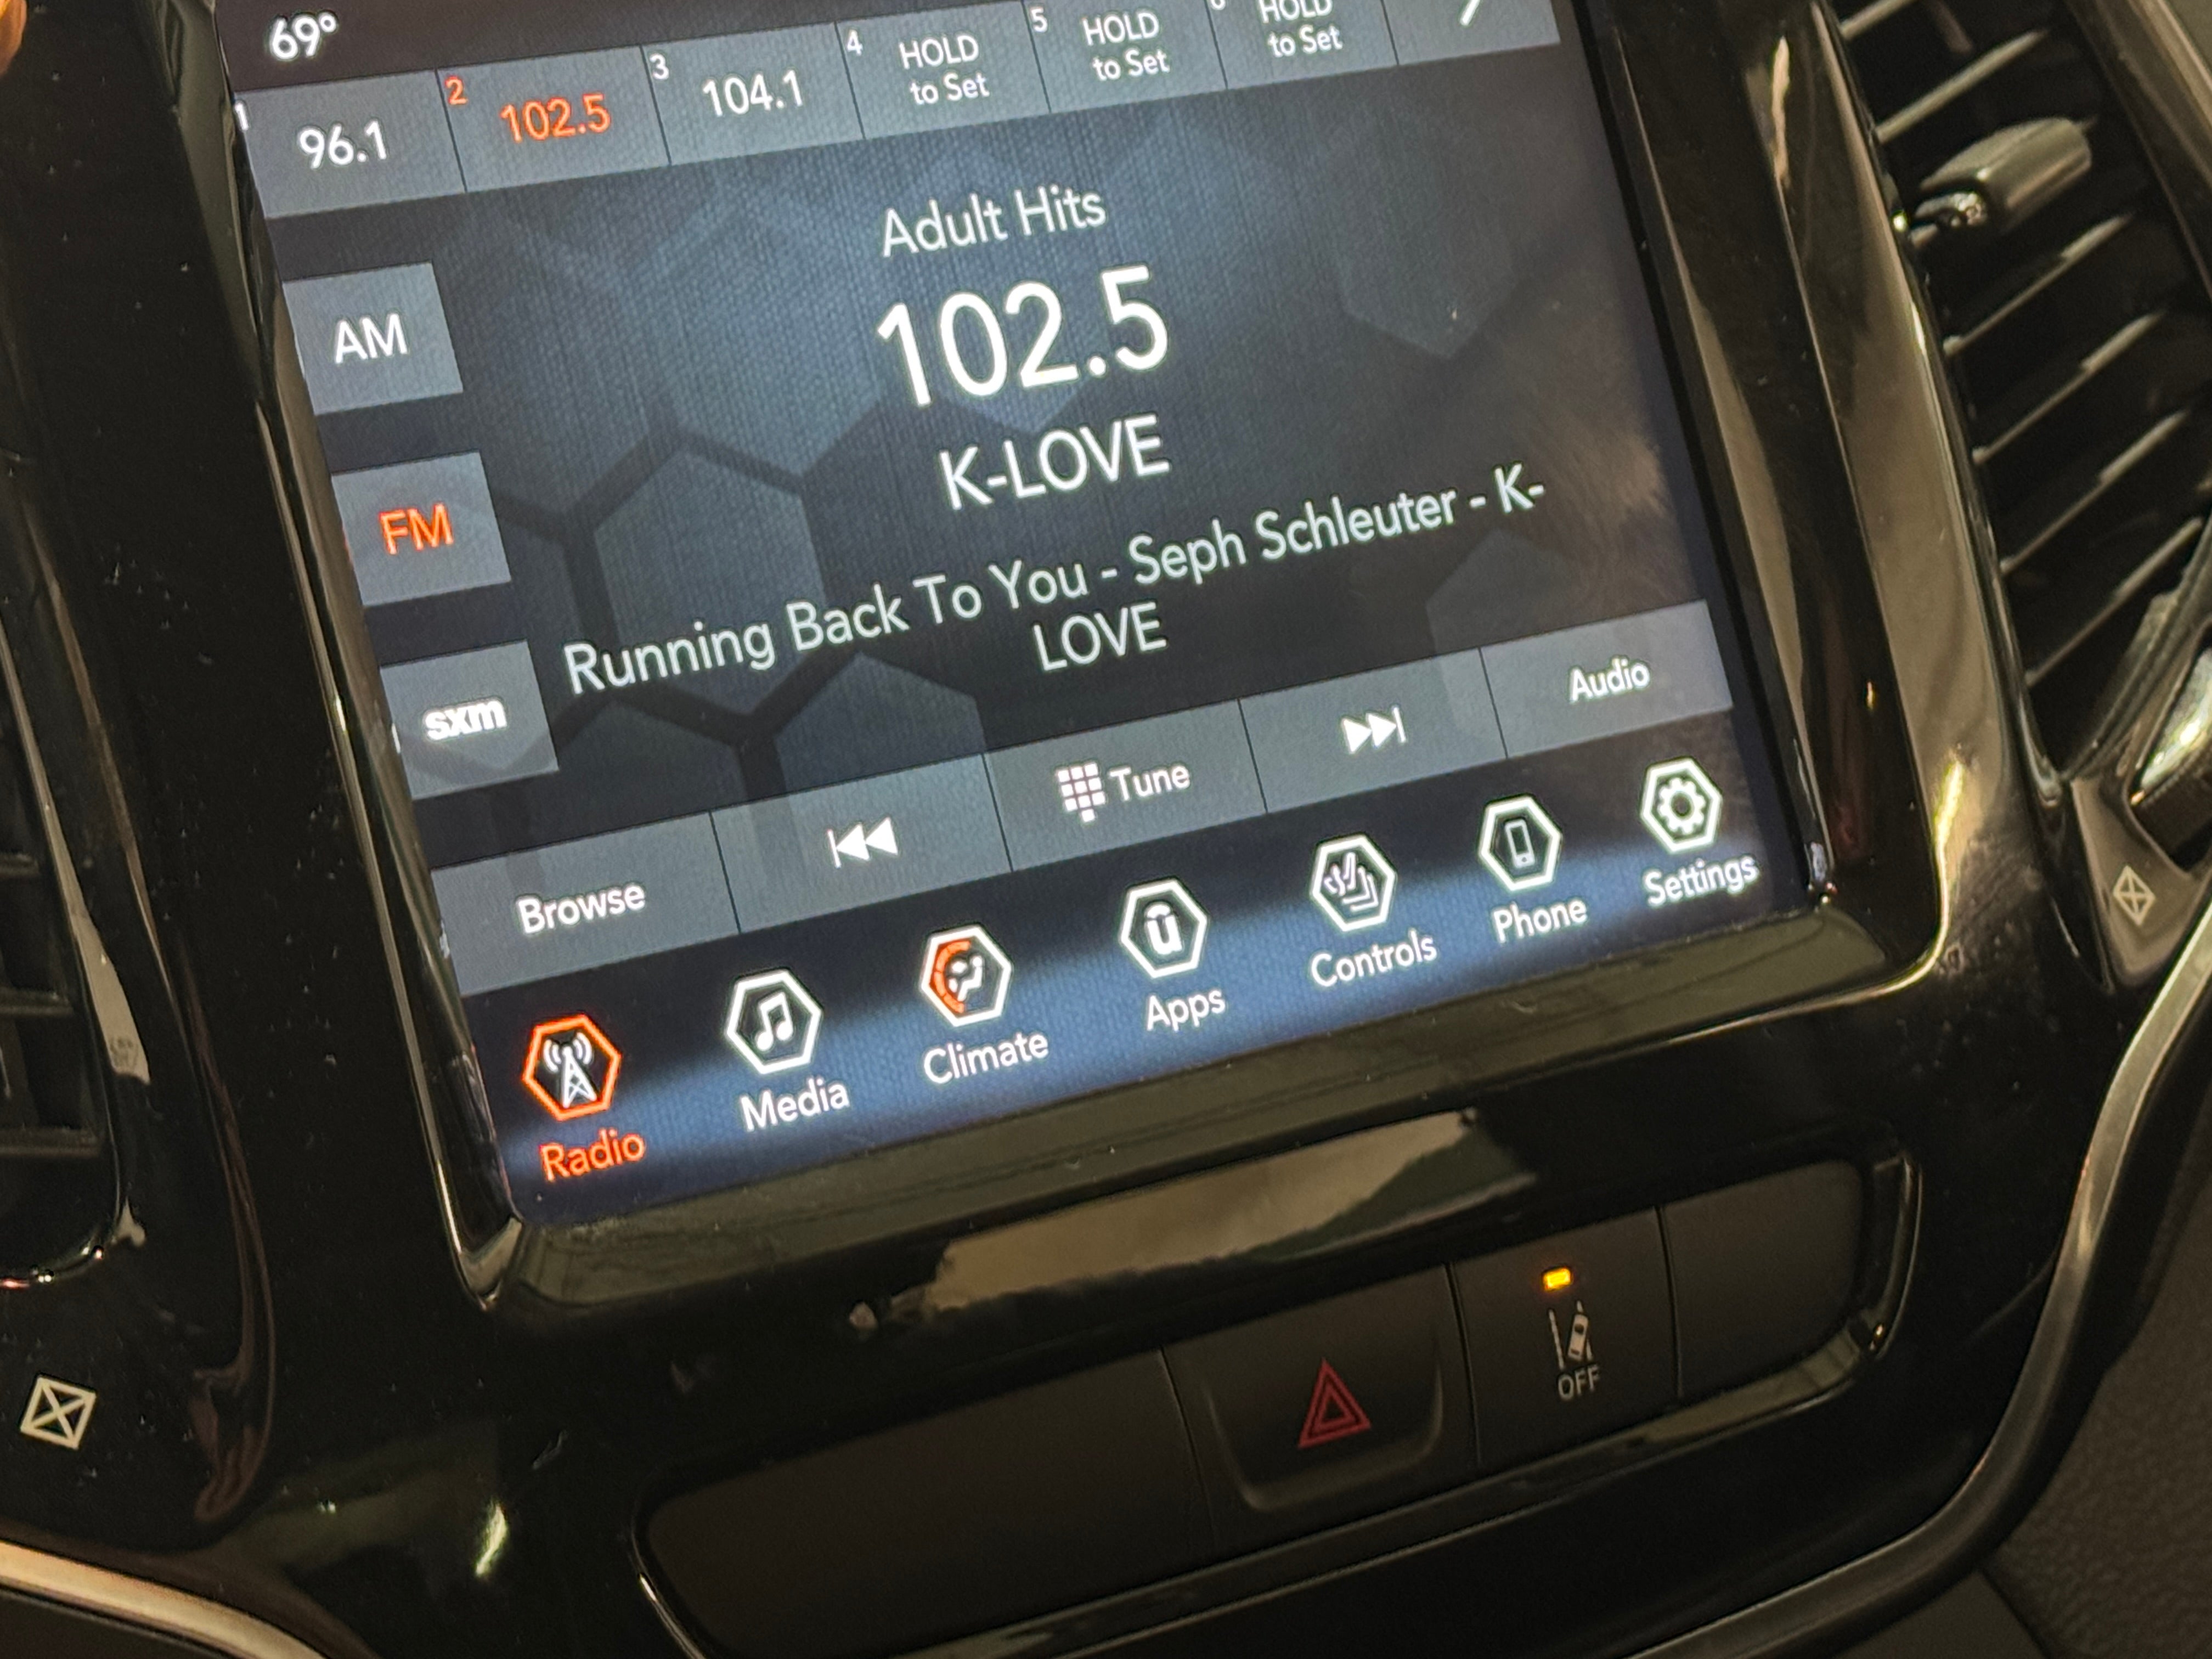 69°
1 96.1
2 102.5
3 104.1
4 HOLD
to Set
5 HOLD
to Set
6 HOLD
to Set
Adult Hits
102.5
K-LOVE
Running Back To You - Seph Schleuter - K-
LOVE
AM
FM
sxm
Browse
Tune
Audio
Radio
Media
Climate
u
Apps
Controls
Phone
Settings
OFF